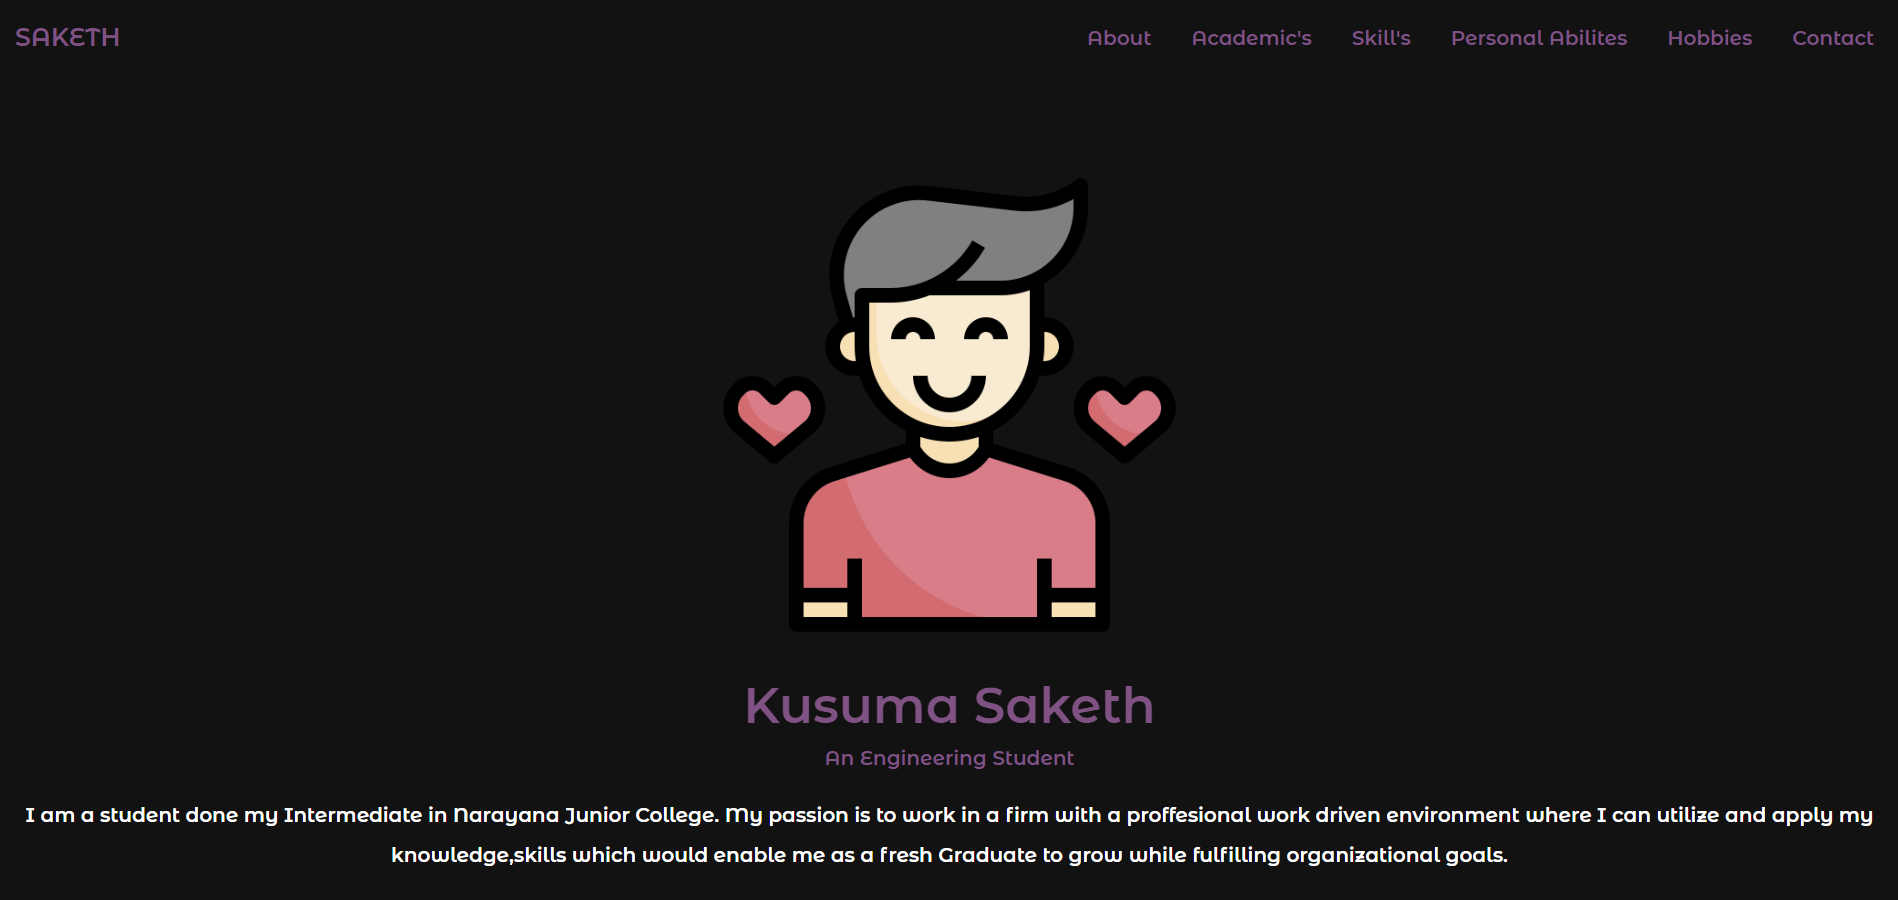 SAKETH
About Academic's Skill's Personal Abilites Hobbies Contact
Kusuma Saketh
An Engineering Student
I am a student done my Intermediate in Narayana Junior College. My passion is to work in a firm with a proffesional work driven environment where I can utilize and apply my
knowledge,skills which would enable me as a fresh Graduate to grow while fulfilling organizational goals.